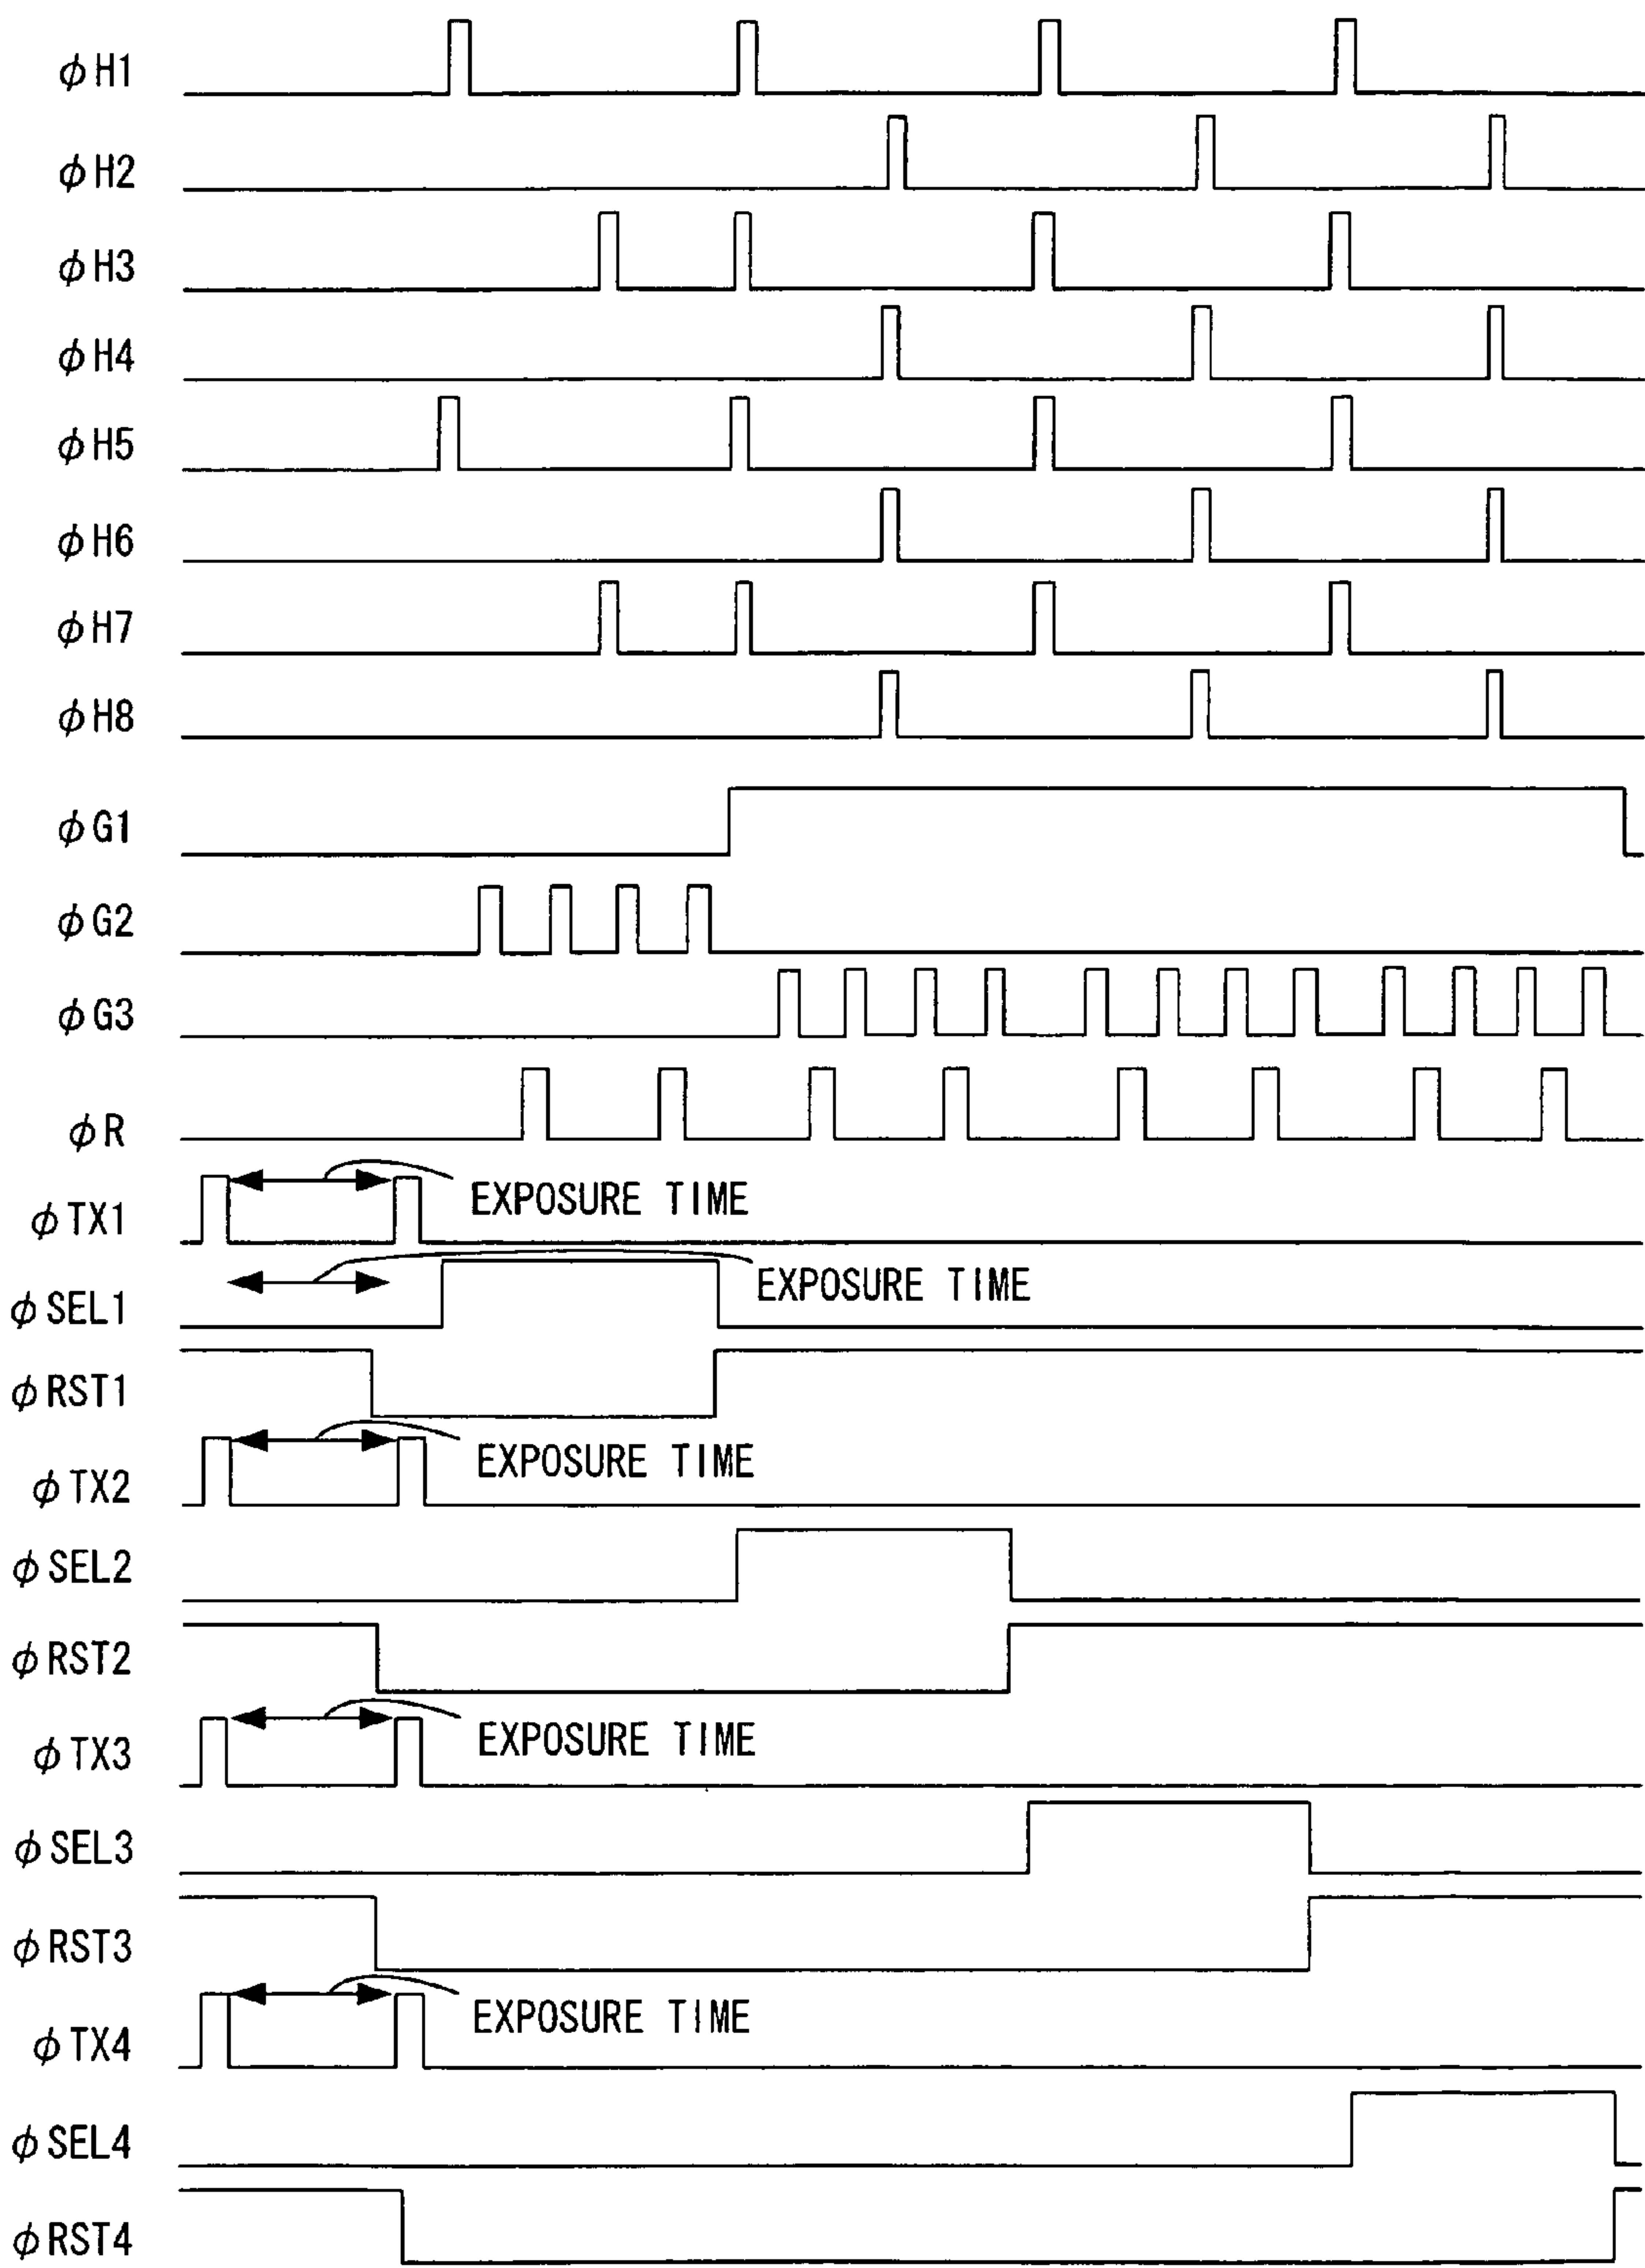 φH1
φH2
φH3
φH4
φH5
φH6
φH7
φH8
φG1
φG2
φG3
φR
φTX1
EXPOSURE TIME
φSEL1
EXPOSURE TIME
φRST1
φTX2
EXPOSURE TIME
φSEL2
φRST2
φTX3
EXPOSURE TIME
φSEL3
φRST3
φTX4
EXPOSURE TIME
φSEL4
φRST4